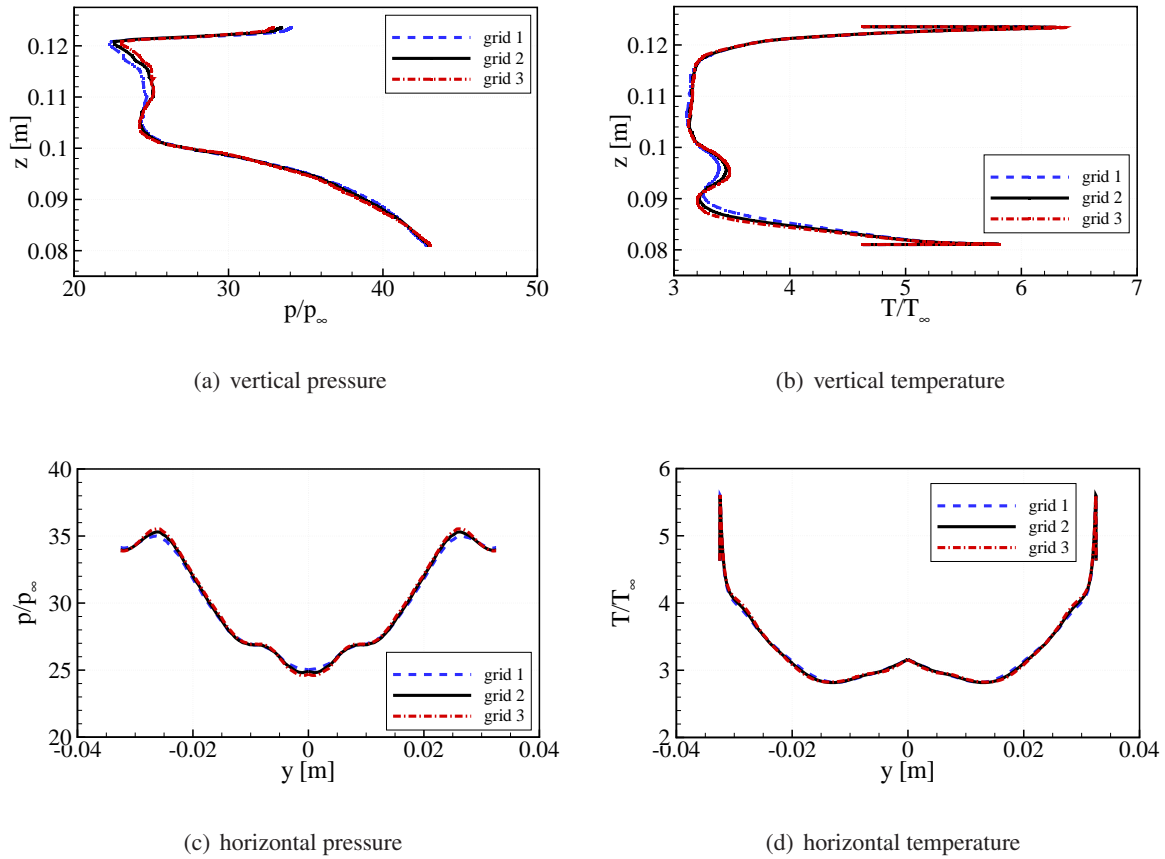 0.12
0.11
0.1
0.09
0.08
z [m]
20
30
40
50
p/p∞
grid 1
grid 2
grid 3
(a) vertical pressure
0.12
0.11
0.1
0.09
0.08
z [m]
3
4
5
6
7
T/T∞
grid 1
grid 2
grid 3
(b) vertical temperature
40
35
30
25
20
p/p∞
-0.04
-0.02
0
0.02
0.04
y [m]
grid 1
grid 2
grid 3
(c) horizontal pressure
6
5
4
3
2
T/T∞
-0.04
-0.02
0
0.02
0.04
y [m]
grid 1
grid 2
grid 3
(d) horizontal temperature